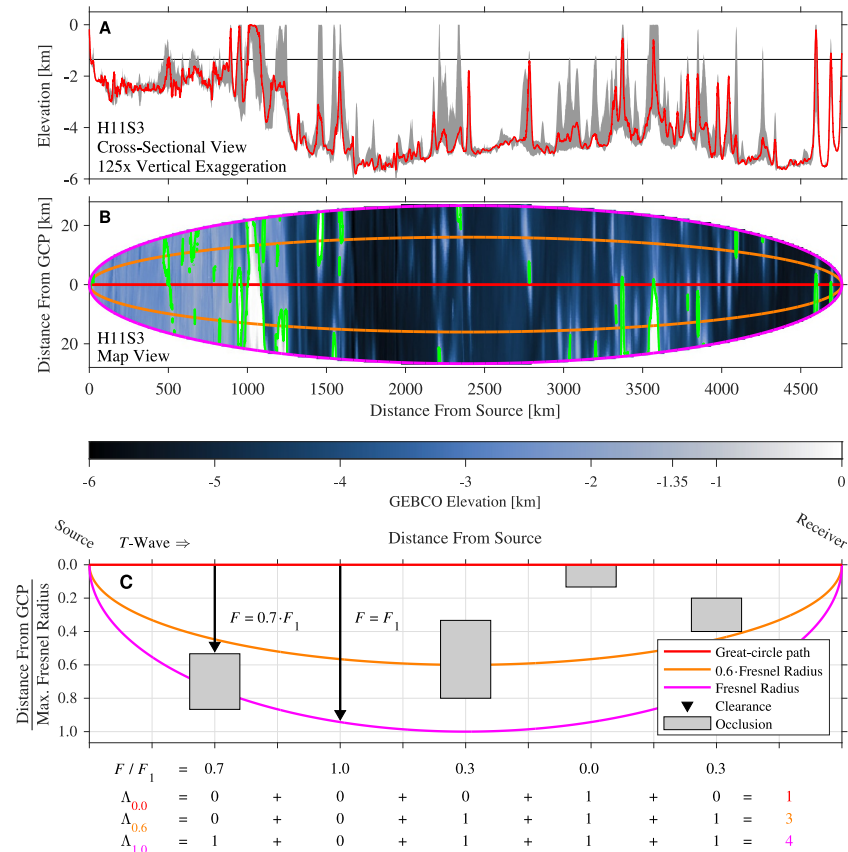 A
0
-2
-4
-6
Elevation [km]
H11S3
Cross-Sectional View
125x Vertical Exaggeration
B
20
0
20
Distance From GCP [km]
H11S3
Map View
0 500 1000 1500 2000 2500 3000 3500 4000 4500
Distance From Source [km]
-6 -5 -4 -3 -2 -1.35 -1 0
GEBCO Elevation [km]
Source
T-Wave ⇒
Distance From Source
Receiver
C
0.0
0.2
0.4
0.6
0.8
1.0
Distance From GCP
Max. Fresnel Radius
F = 0.7·F1
F = F1
Great-circle path
0.6·Fresnel Radius
Fresnel Radius
Clearance
Occlusion
F / F1 = 0.7 1.0 0.3 0.0 0.3
Λ0.0 = 0 + 0 + 0 + 1 + 0 = 1
Λ0.6 = 0 + 0 + 1 + 1 + 1 = 3
Λ1.0 = 1 + 0 + 1 + 1 + 1 = 4